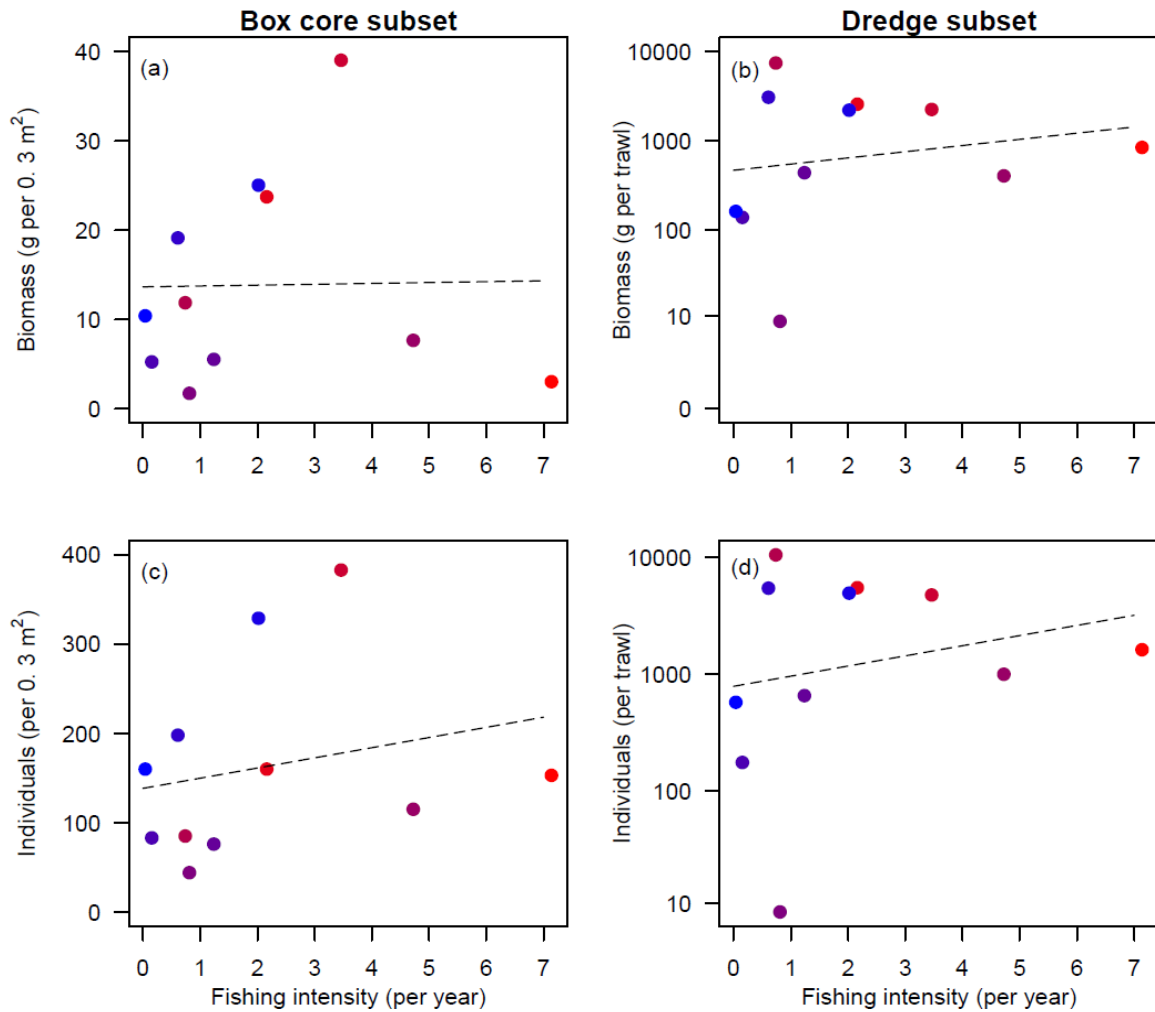 Box core subset
Dredge subset
(a)
40
30
20
10
0
Biomass (g per 0. 3 m²)
0 1 2 3 4 5 6 7
(b)
10000
1000
100
10
0
Biomass (g per trawl)
0 1 2 3 4 5 6 7
(c)
400
300
200
100
0
Individuals (per 0. 3 m²)
0 1 2 3 4 5 6 7
Fishing intensity (per year)
(d)
10000
1000
100
10
Individuals (per trawl)
0 1 2 3 4 5 6 7
Fishing intensity (per year)